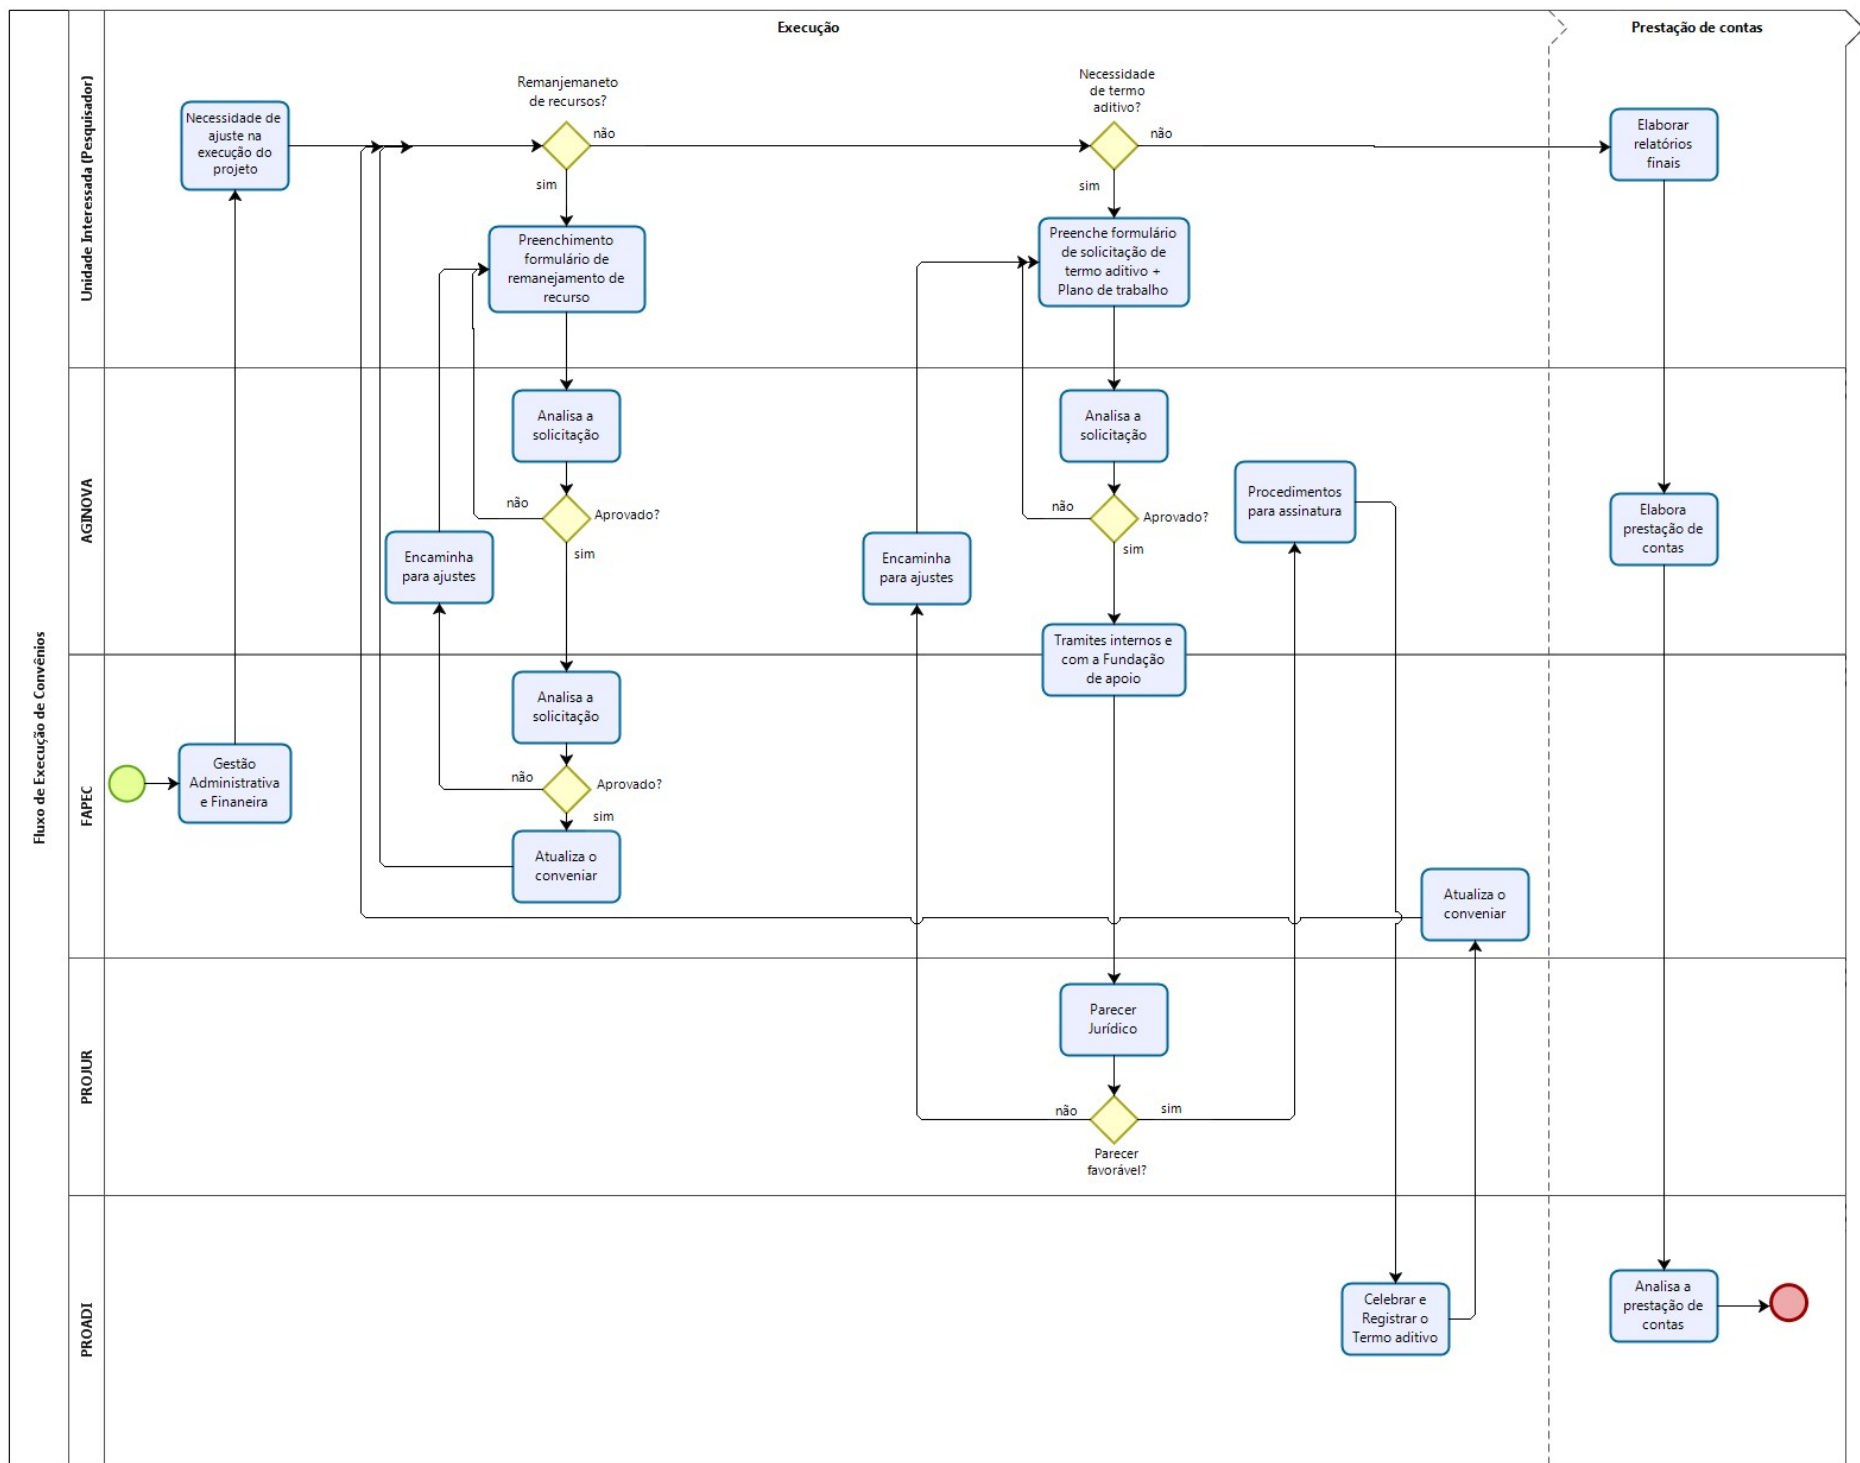 Execução
Prestação de contas
Fluxo de Execução de Convênios
Unidade Interessada (Pesquisador)
Necessidade de
ajuste na
execução do
projeto
Remanjemaneto
de recursos?
não
sim
Preenchimento
formulário de
remanejamento de
recurso
Necessidade
de termo
aditivo?
não
sim
Preenche formulário
de solicitação de
termo aditivo +
Plano de trabalho
Elaborar
relatórios
finais
AGINOVA
Analisa a
solicitação
não
Aprovado?
sim
Encaminha
para ajustes
Analisa a
solicitação
não
Aprovado?
sim
Encaminha
para ajustes
Procedimentos
para assinatura
Tramites internos e
com a Fundação
de apoio
Elabora
prestação de
contas
FAPEC
Gestão
Administrativa
e Finaneira
Analisa a
solicitação
não
Aprovado?
sim
Atualiza o
conveniar
Atualiza o
conveniar
PROJUR
Parecer
Jurídico
não
sim
Parecer
favorável?
PROADI
Celebrar e
Registrar o
Termo aditivo
Analisa a
prestação de
contas